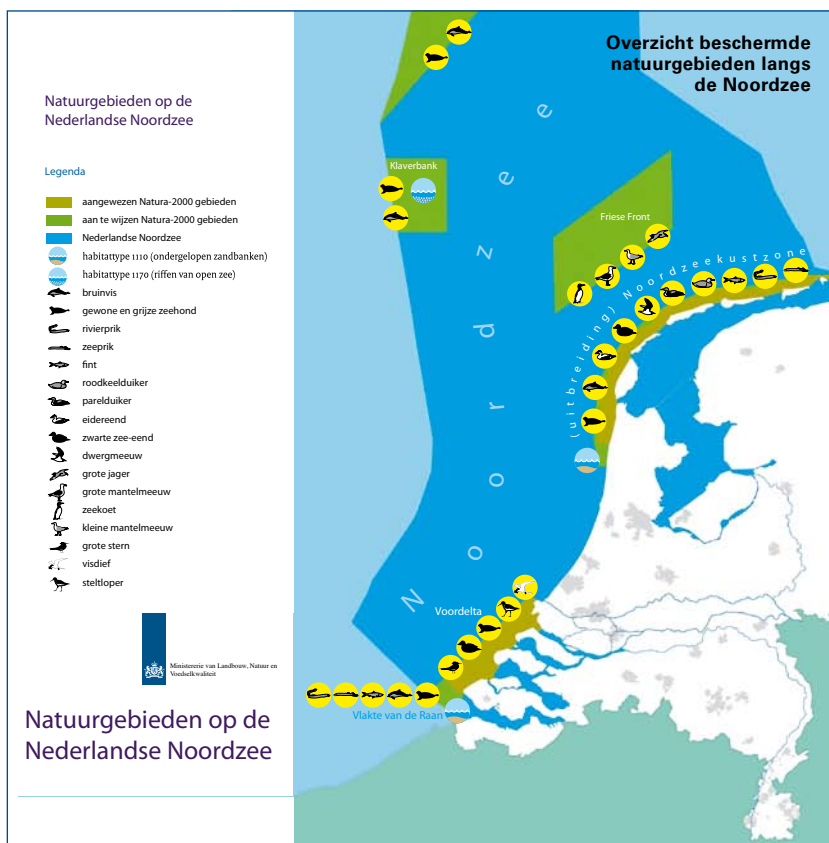 Natuurgebieden op de
Nederlandse Noordzee
Legenda
aangewezen Natura-2000 gebieden
aan te wijzen Natura-2000 gebieden
Nederlandse Noordzee
habitattype 1110 (ondergelopen zandbanken)
habitattype 1170 (riffen van open zee)
bruinvis
gewone en grijze zeehond
rivierprik
zeeprik
fint
roodkeelduiker
parelduiker
eidereend
zwarte zee-eend
dwergmeeuw
grote jager
grote mantelmeeuw
zeekoet
kleine mantelmeeuw
grote stern
visdief
steltloper
Ministererie van Landbouw, Natuur en
Voedselkwaliteit
Natuurgebieden op de
Nederlandse Noordzee
Overzicht beschermde
natuurgebieden langs
de Noordzee
Klaverbank
Friese Front
(uitbreiding) Noordzeekustzone
Noordzee
Voordelta
Vlakte van de Raan